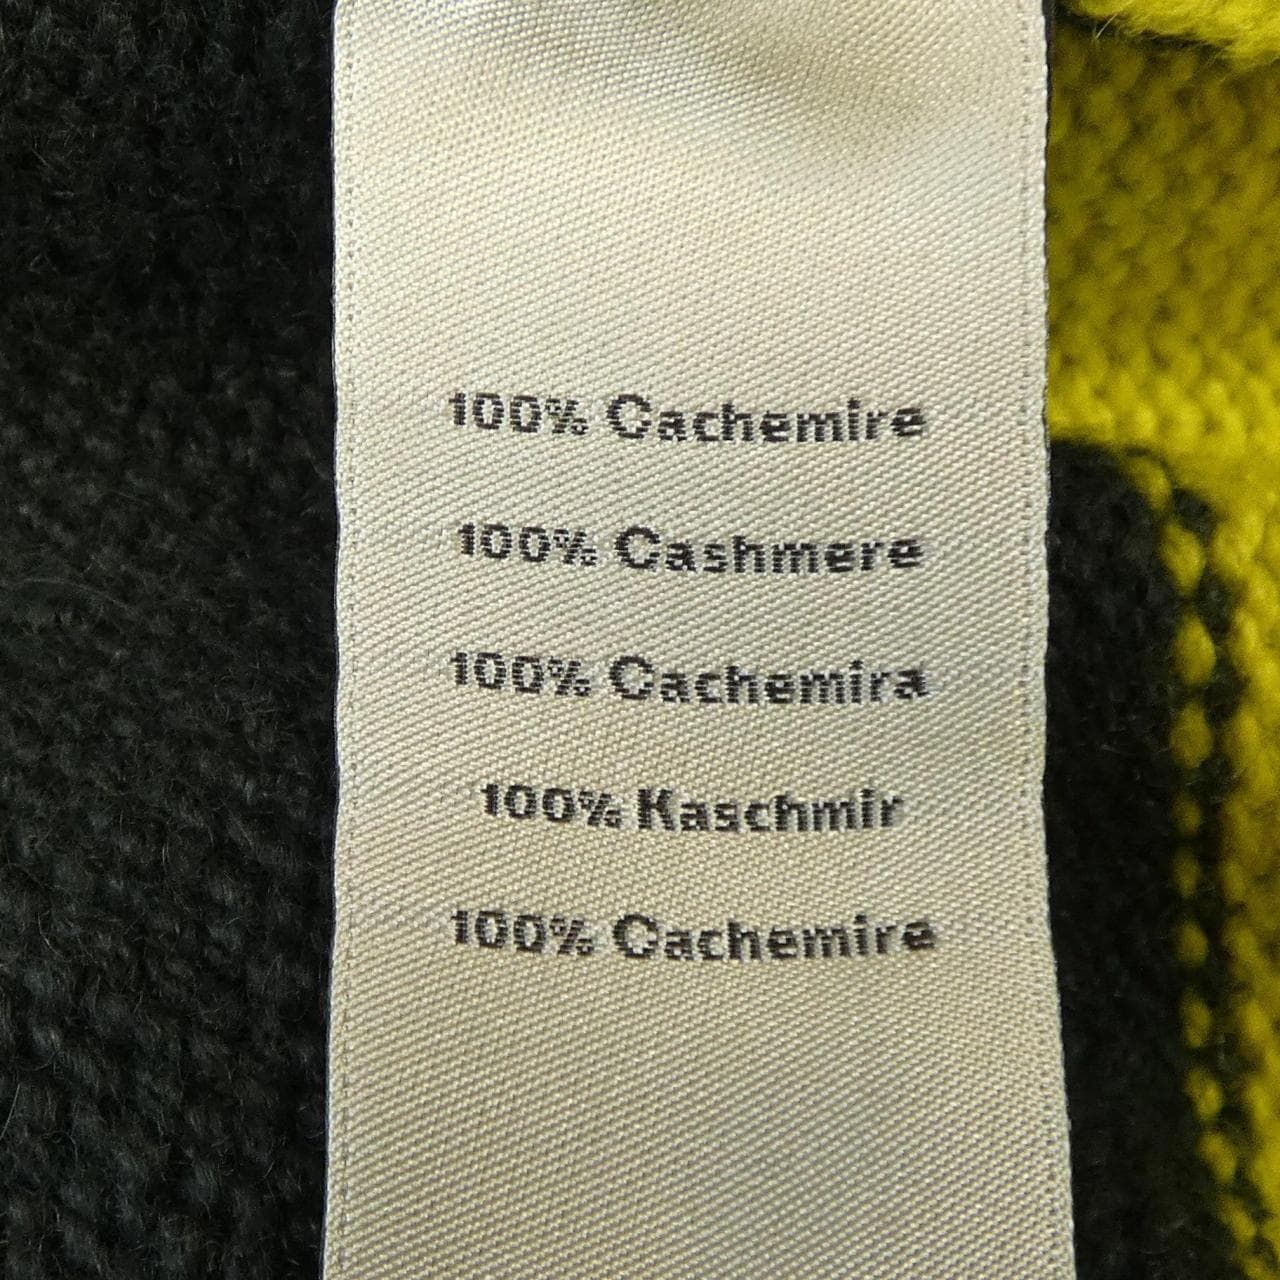 100% Cachemire
100% Cashmere
100% Cachemira
100% Kaschmir
100% Cachemire